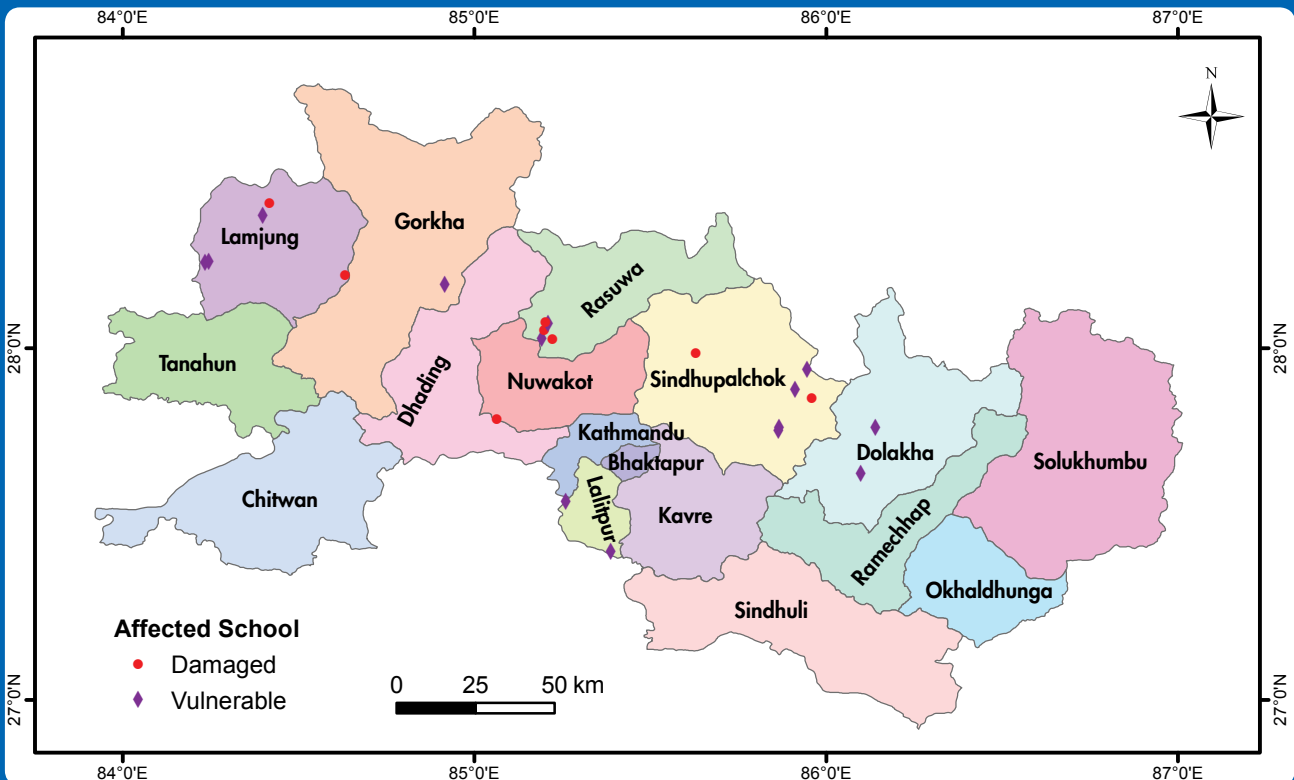 84°0'E 85°0'E 86°0'E 87°0'E
N
Gorkha
Lamjung
Rasuwa
28°0'N 28°0'N
Tanahun
Dhading
Nuwakot
Sindhupalchok
Kathmandu
Dolakha
Bhaktapur
Solukhumbu
Chitwan
Lalitpur
Kavre
Ramechhap
Okhaldhunga
Sindhuli
Affected School
Damaged
Vulnerable
0 25 50 km
27°0'N 27°0'N
84°0'E 85°0'E 86°0'E 87°0'E